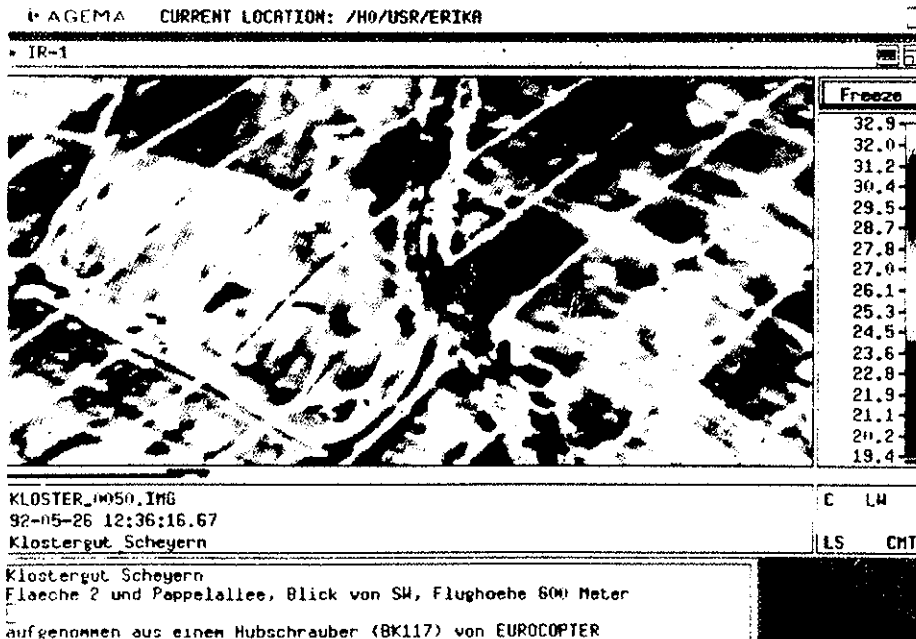 AGEMA CURRENT LOCATION: /H0/USR/ERIKA
IR-1
Freeze
32.9
32.0
31.2
30.4
29.5
28.7
27.8
27.0
26.1
25.3
24.5
23.6
22.8
21.9
21.1
20.2
19.4
KLOSTER_0050.IMG
92-05-26 12:36:16.67
Klostergut Scheyern
C LW
LS CMT
Klostergut Scheyern
Flaeche 2 und Pappelallee, Blick von SW, Flughoehe 600 Meter
aufgenommen aus einem Hubschrauber (BK117) von EUROCOPTER